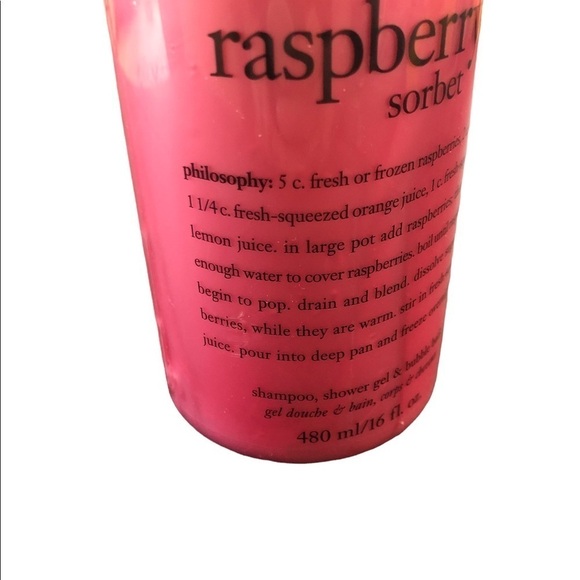 raspberry
sorbet
philosophy: 5 c. fresh or frozen raspberries,
1 1/4 c. fresh-squeezed orange juice, 1 c.
lemon juice. in large pot add raspberries
enough water to cover raspberries. boil until
begin to pop. drain and blend. dissolve
berries, while they are warm. stir in fresh
juice. pour into deep pan and freeze
shampoo, shower gel & bubble
gel douche & bain, corps &
480 ml/16 fl. oz.